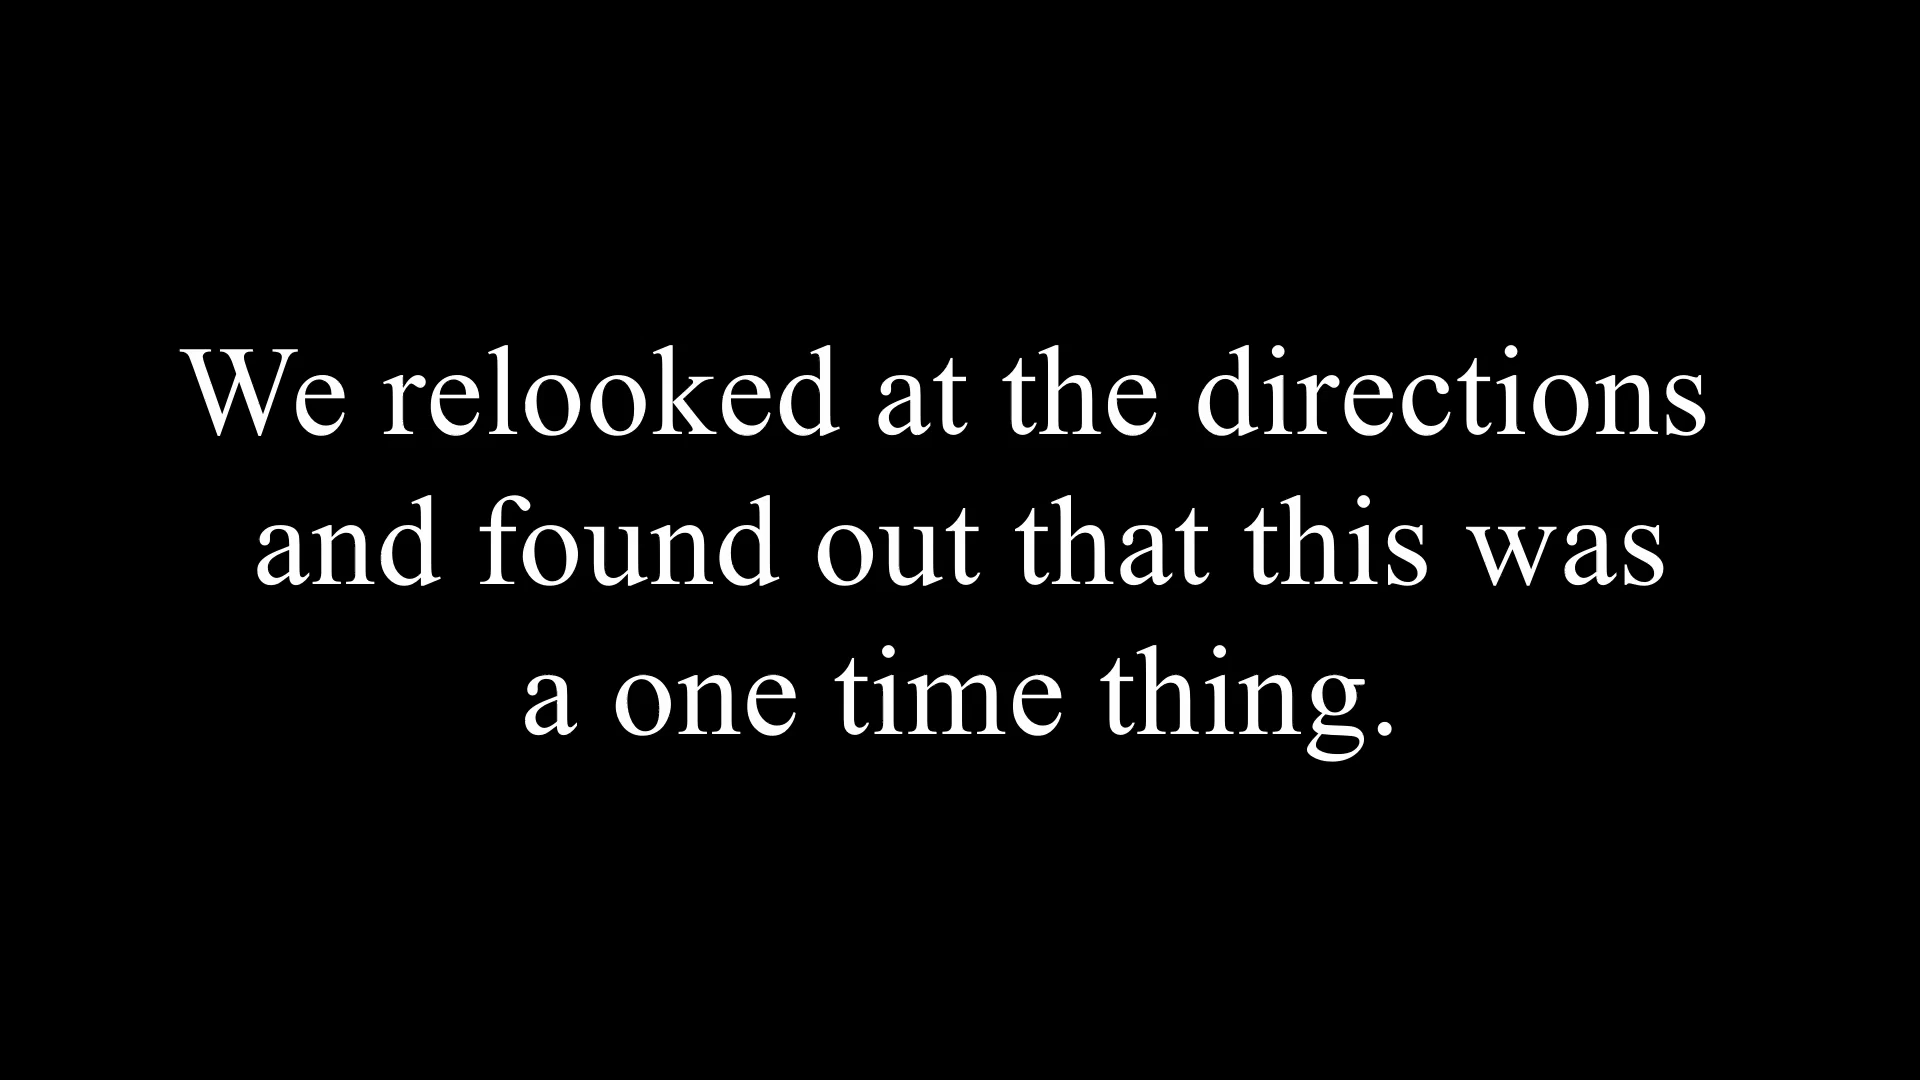 We relooked at the directions
and found out that this was
a one time thing.